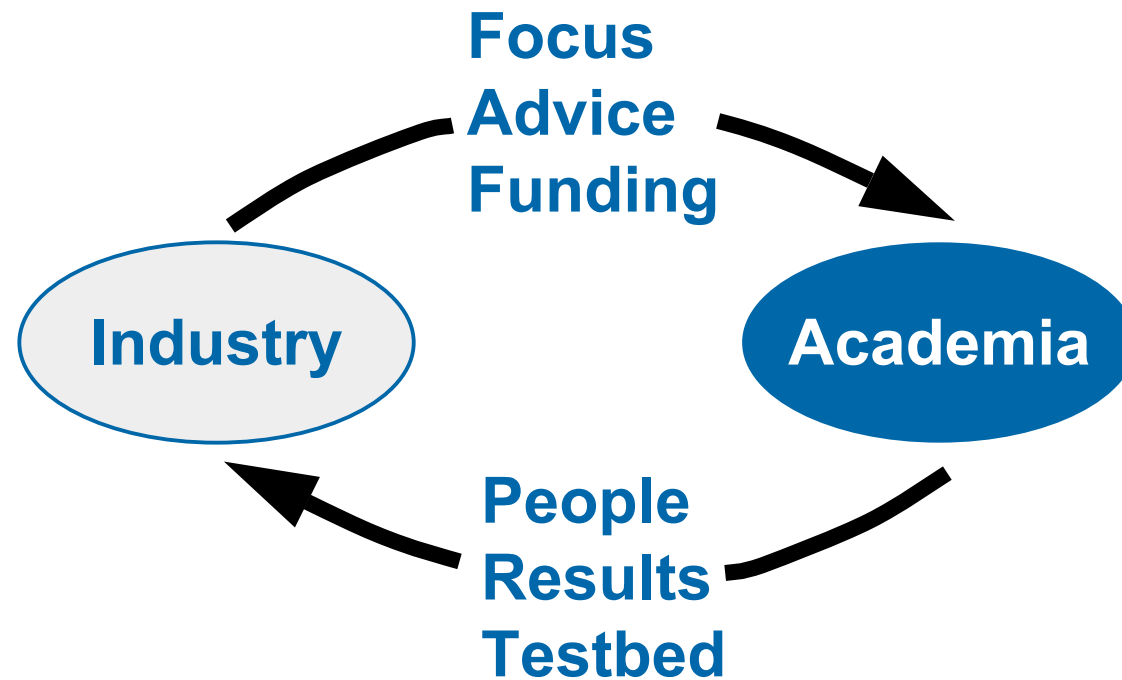 Focus
Advice
Funding
Industry
Academia
People
Results
Testbed